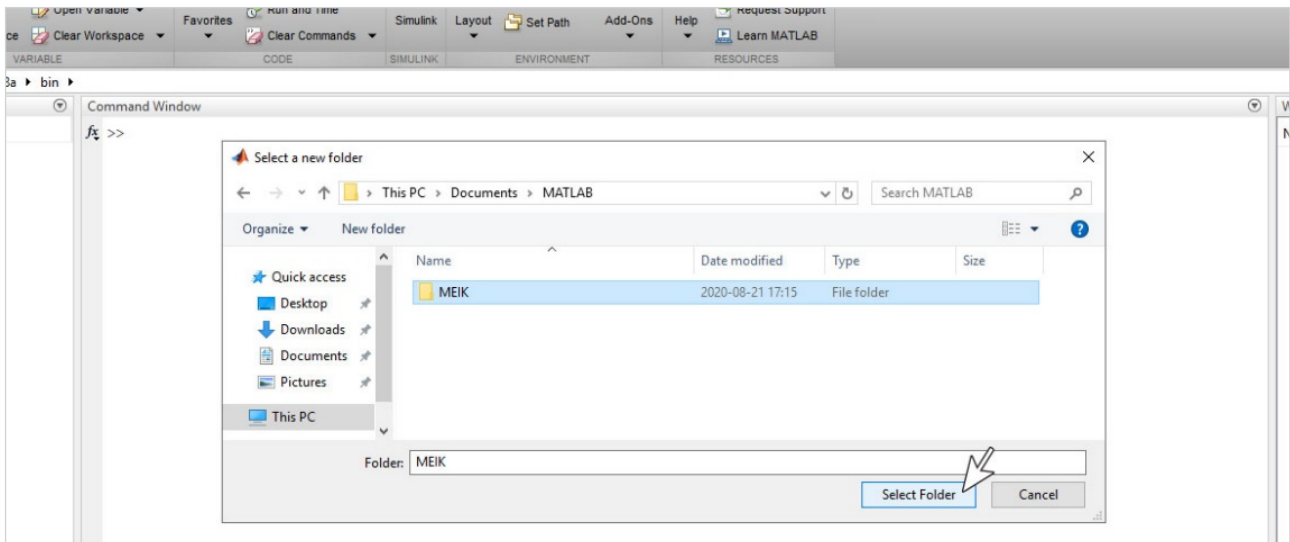 Open Variable
Favorites
Run and Time
Simulink
Layout
Set Path
Add-Ons
Help
Request Support
ce
Clear Workspace
Clear Commands
Learn MATLAB
VARIABLE
CODE
SIMULINK
ENVIRONMENT
RESOURCES
3a
bin
Command Window
fx >>
Select a new folder
This PC > Documents > MATLAB
Search MATLAB
Organize
New folder
Name
Date modified
Type
Size
Quick access
MEIK
2020-08-21 17:15
File folder
Desktop
Downloads
Documents
Pictures
This PC
Folder:
MEIK
Select Folder
Cancel